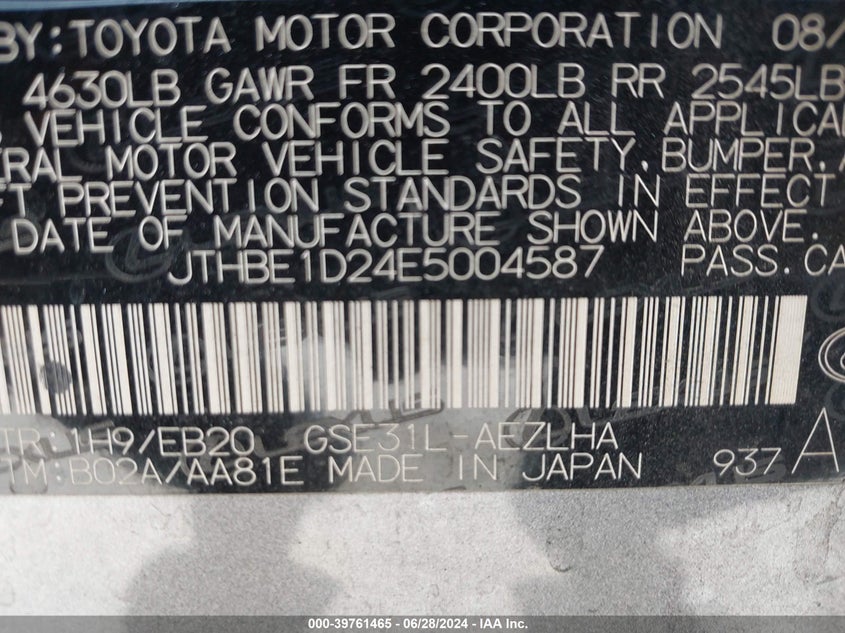 BY: TOYOTA MOTOR CORPORATION 08/
4630LB GAWR FR 2400LB RR 2545LB
VEHICLE CONFORMS TO ALL APPLICA
ERAL MOTOR VEHICLE SAFETY, BUMPER, A
FT PREVENTION STANDARDS IN EFFECT
DATE OF MANUFACTURE SHOWN ABOVE.
JTHBE1D24E5004587 PASS. CA
TR: 1H9/EB20 GSE31L-AEZLHA
TM: B02A/AA81E MADE IN JAPAN 937 A
000-39761465 - 06/28/2024 - IAA Inc.